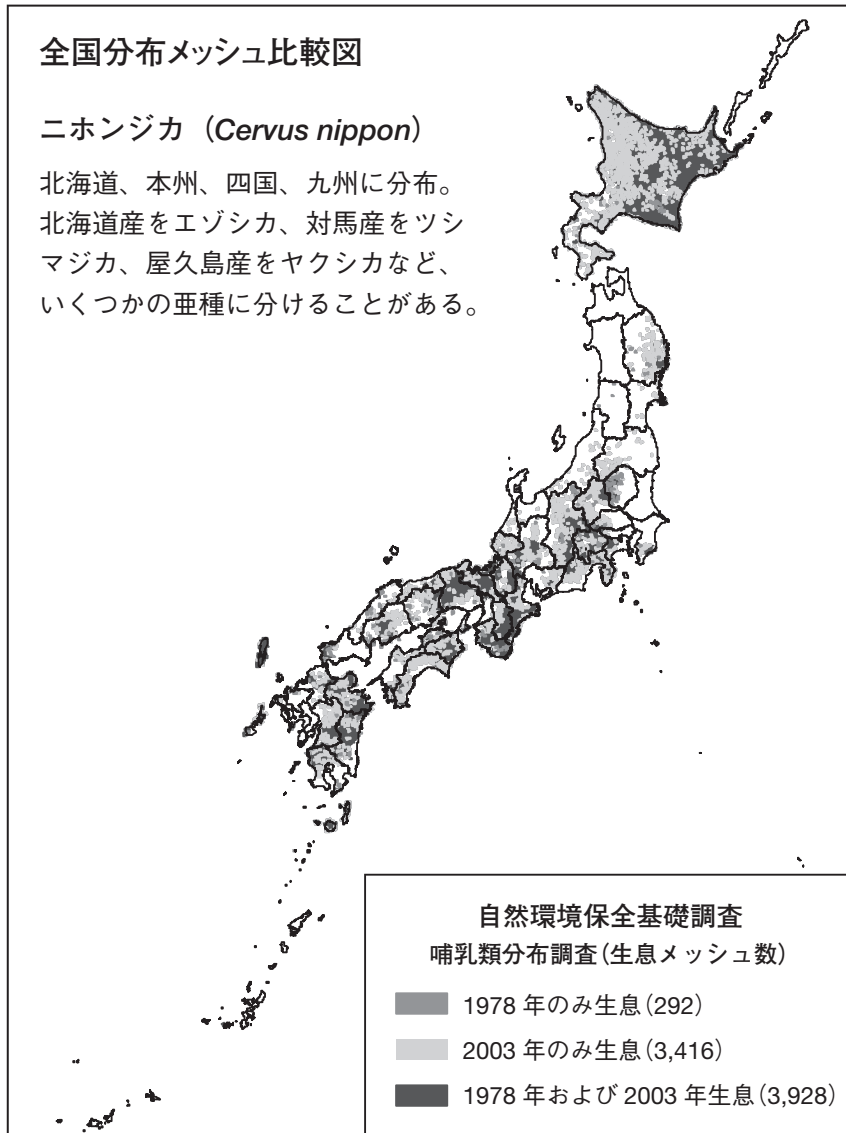 全国分布メッシュ比較図
ニホンジカ（Cervus nippon）
北海道、本州、四国、九州に分布。
北海道産をエゾシカ、対馬産をツシ
マジカ、屋久島産をヤクシカなど、
いくつかの亜種に分けることがある。
自然環境保全基礎調査
哺乳類分布調査（生息メッシュ数）
1978 年のみ生息（292）
2003 年のみ生息（3,416）
1978 年および 2003 年生息（3,928）